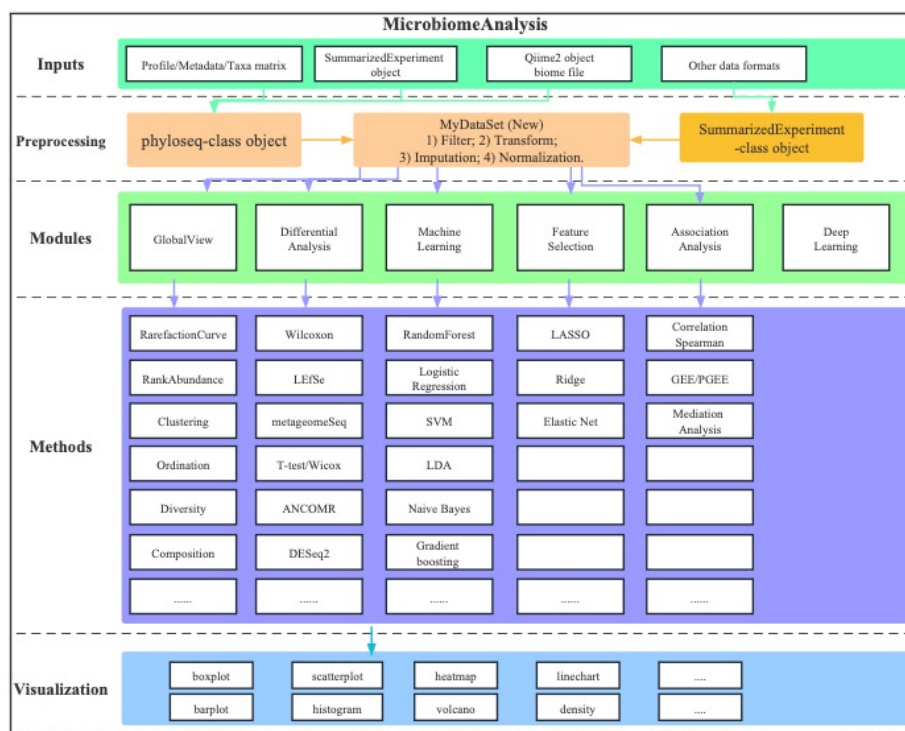 MicrobiomeAnalysis
Inputs
Profile/Metadata/Taxa matrix
SummarizedExperiment
object
Qiime2 object
biome file
Other data formats
Preprocessing
phyloseq-class object
MyDataSet (New)
1) Filter; 2) Transform;
3) Imputation; 4) Normalization.
SummarizedExperiment
-class object
Modules
GlobalView
Differential
Analysis
Machine
Learning
Feature
Selection
Association
Analysis
Deep
Learning
Methods
RarefactionCurve
Wilcoxon
RandomForest
LASSO
Correlation
Spearman
RankAbundance
LEfSe
Logistic
Regression
Ridge
GEE/PGEE
Clustering
metageomeSeq
SVM
Elastic Net
Mediation
Analysis
Ordination
T-test/Wicox
LDA
Diversity
ANCOMR
Naive Bayes
Composition
DESeq2
Gradient
boosting
......
......
......
......
......
Visualization
boxplot
scatterplot
heatmap
linechart
....
barplot
histogram
volcano
density
....